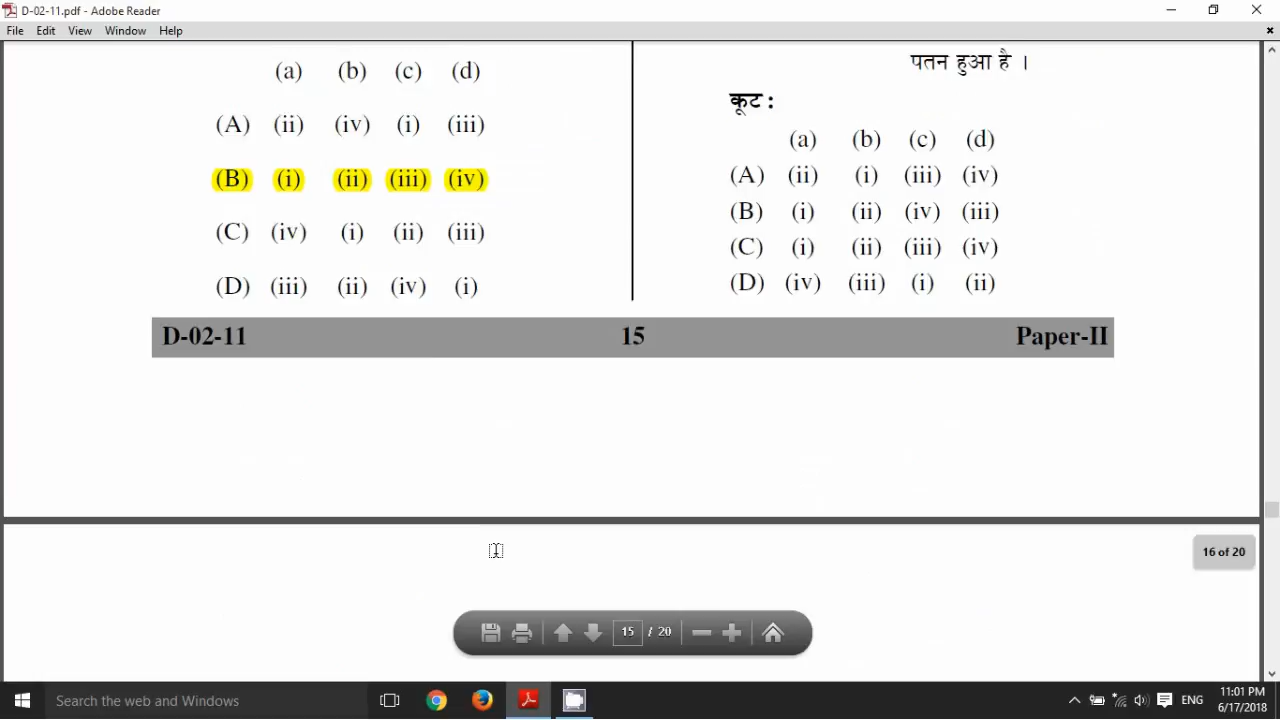 D-02-11.pdf - Adobe Reader
File Edit View Window Help
(a) (b) (c) (d)
(A) (ii) (iv) (i) (iii)
(B) (i) (ii) (iii) (iv)
(C) (iv) (i) (ii) (iii)
(D) (iii) (ii) (iv) (i)
पतन हुआ है ।
कूट :
(a) (b) (c) (d)
(A) (ii) (i) (iii) (iv)
(B) (i) (ii) (iv) (iii)
(C) (i) (ii) (iii) (iv)
(D) (iv) (iii) (i) (ii)
D-02-11 15 Paper-II
16 of 20
15 / 20
Search the web and Windows
ENG
11:01 PM
6/17/2018